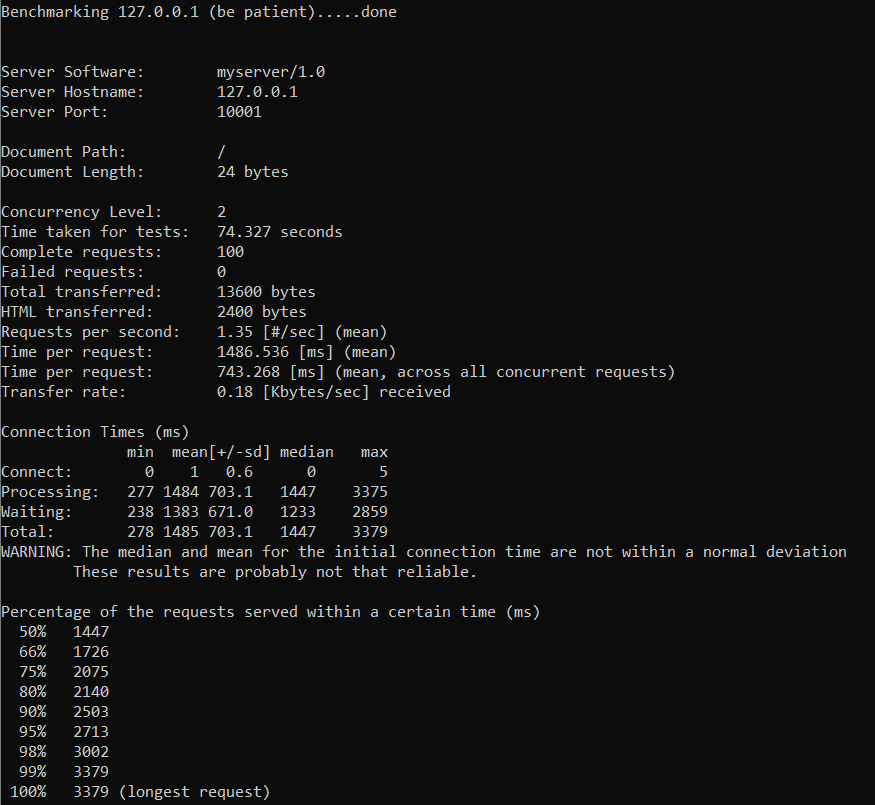 Benchmarking 127.0.0.1 (be patient).....done
Server Software:        myserver/1.0
Server Hostname:        127.0.0.1
Server Port:            10001
Document Path:          /
Document Length:        24 bytes
Concurrency Level:      2
Time taken for tests:   74.327 seconds
Complete requests:      100
Failed requests:        0
Total transferred:      13600 bytes
HTML transferred:       2400 bytes
Requests per second:    1.35 [#/sec] (mean)
Time per request:       1486.536 [ms] (mean)
Time per request:       743.268 [ms] (mean, across all concurrent requests)
Transfer rate:          0.18 [Kbytes/sec] received
Connection Times (ms)
              min  mean[+/-sd] median   max
Connect:        0    1   0.6      0       5
Processing:   277 1484 703.1   1447    3375
Waiting:      238 1383 671.0   1233    2859
Total:        278 1485 703.1   1447    3379
WARNING: The median and mean for the initial connection time are not within a normal deviation
        These results are probably not that reliable.
Percentage of the requests served within a certain time (ms)
  50%   1447
  66%   1726
  75%   2075
  80%   2140
  90%   2503
  95%   2713
  98%   3002
  99%   3379
 100%   3379 (longest request)